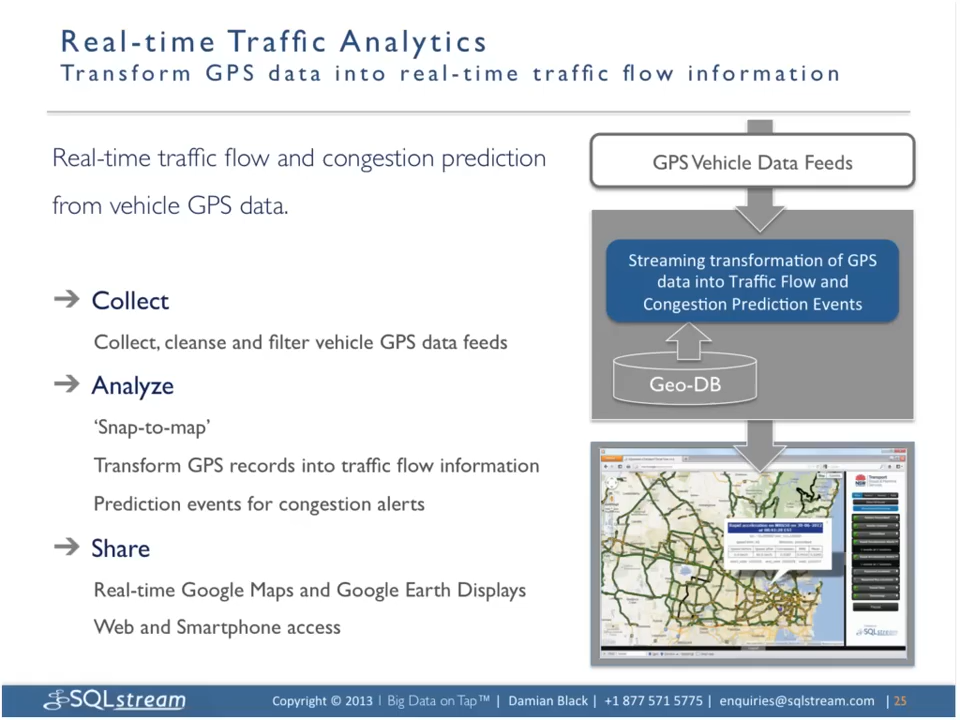 Real-time Traffic Analytics
Transform GPS data into real-time traffic flow information
Real-time traffic flow and congestion prediction
from vehicle GPS data.
➔ Collect
Collect, cleanse and filter vehicle GPS data feeds
➔ Analyze
‘Snap-to-map’
Transform GPS records into traffic flow information
Prediction events for congestion alerts
➔ Share
Real-time Google Maps and Google Earth Displays
Web and Smartphone access
GPS Vehicle Data Feeds
Streaming transformation of GPS
data into Traffic Flow and
Congestion Prediction Events
Geo-DB
Transport
SQLstream
SQLstream
Copyright © 2013 | Big Data on Tap™ | Damian Black | +1 877 571 5775 | enquiries@sqlstream.com | 25